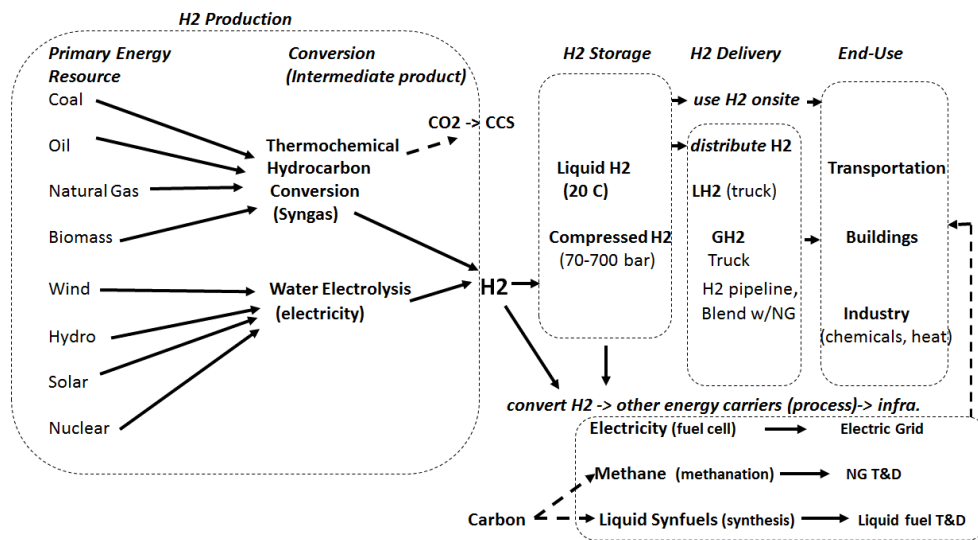 H2 Production
Primary Energy
Resource
Conversion
(Intermediate product)
H2 Storage
H2 Delivery
End-Use
Coal
Oil
Natural Gas
Biomass
Wind
Hydro
Solar
Nuclear
CO2 -> CCS
Thermochemical
Hydrocarbon
Conversion
(Syngas)
Water Electrolysis
(electricity)
H2
Liquid H2
(20 C)
Compressed H2
(70-700 bar)
use H2 onsite
distribute H2
LH2 (truck)
GH2
Truck
H2 pipeline,
Blend w/NG
Transportation
Buildings
Industry
(chemicals, heat)
convert H2 -> other energy carriers (process)-> infra.
Electricity (fuel cell)
Electric Grid
Methane (methanation)
NG T&D
Carbon
Liquid Synfuels (synthesis)
Liquid fuel T&D